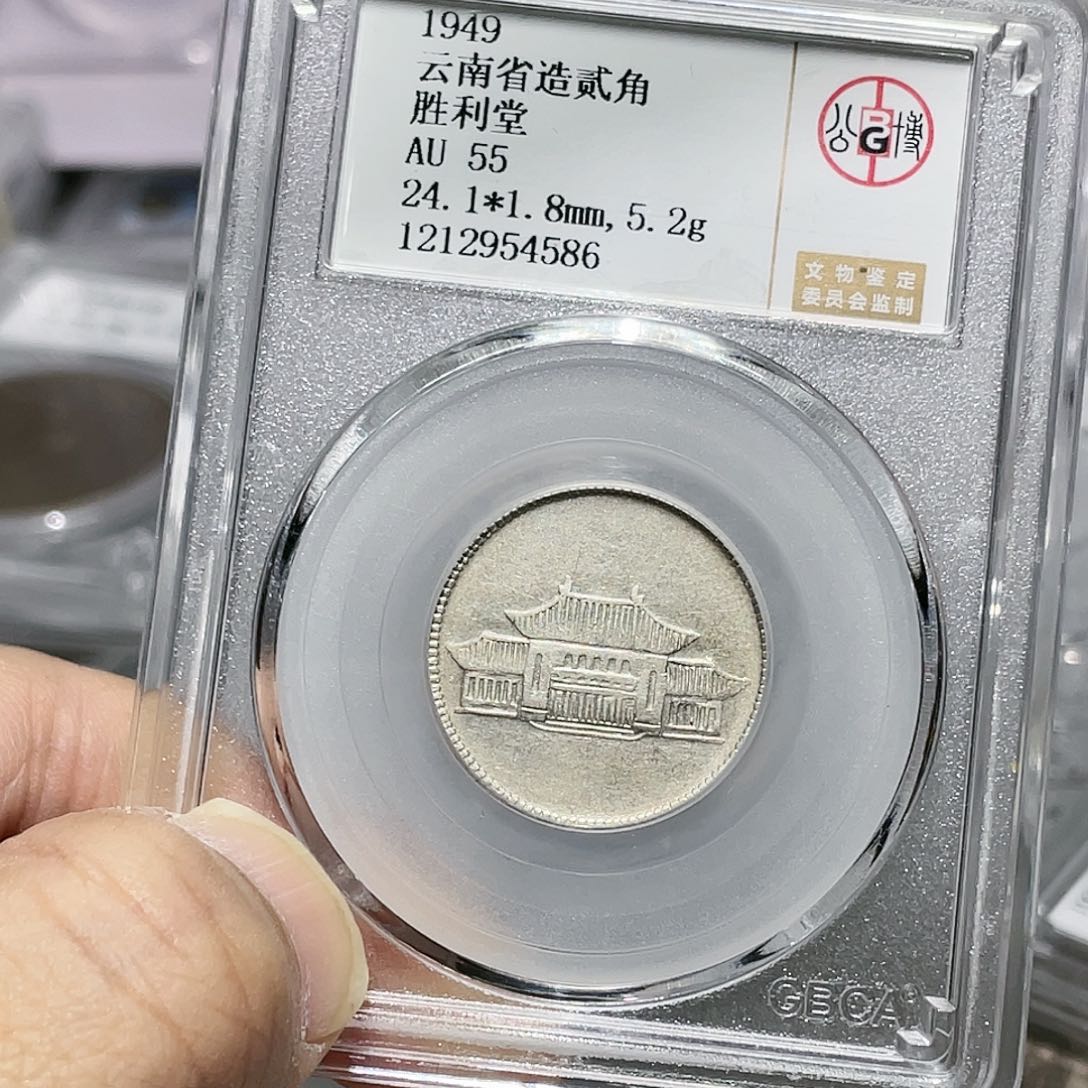 1949
云南省造贰角
胜利堂
AU 55
24.1*1.8mm, 5.2g
1212954586
公 BG 博
文物鉴定
委员会监制
GBCA